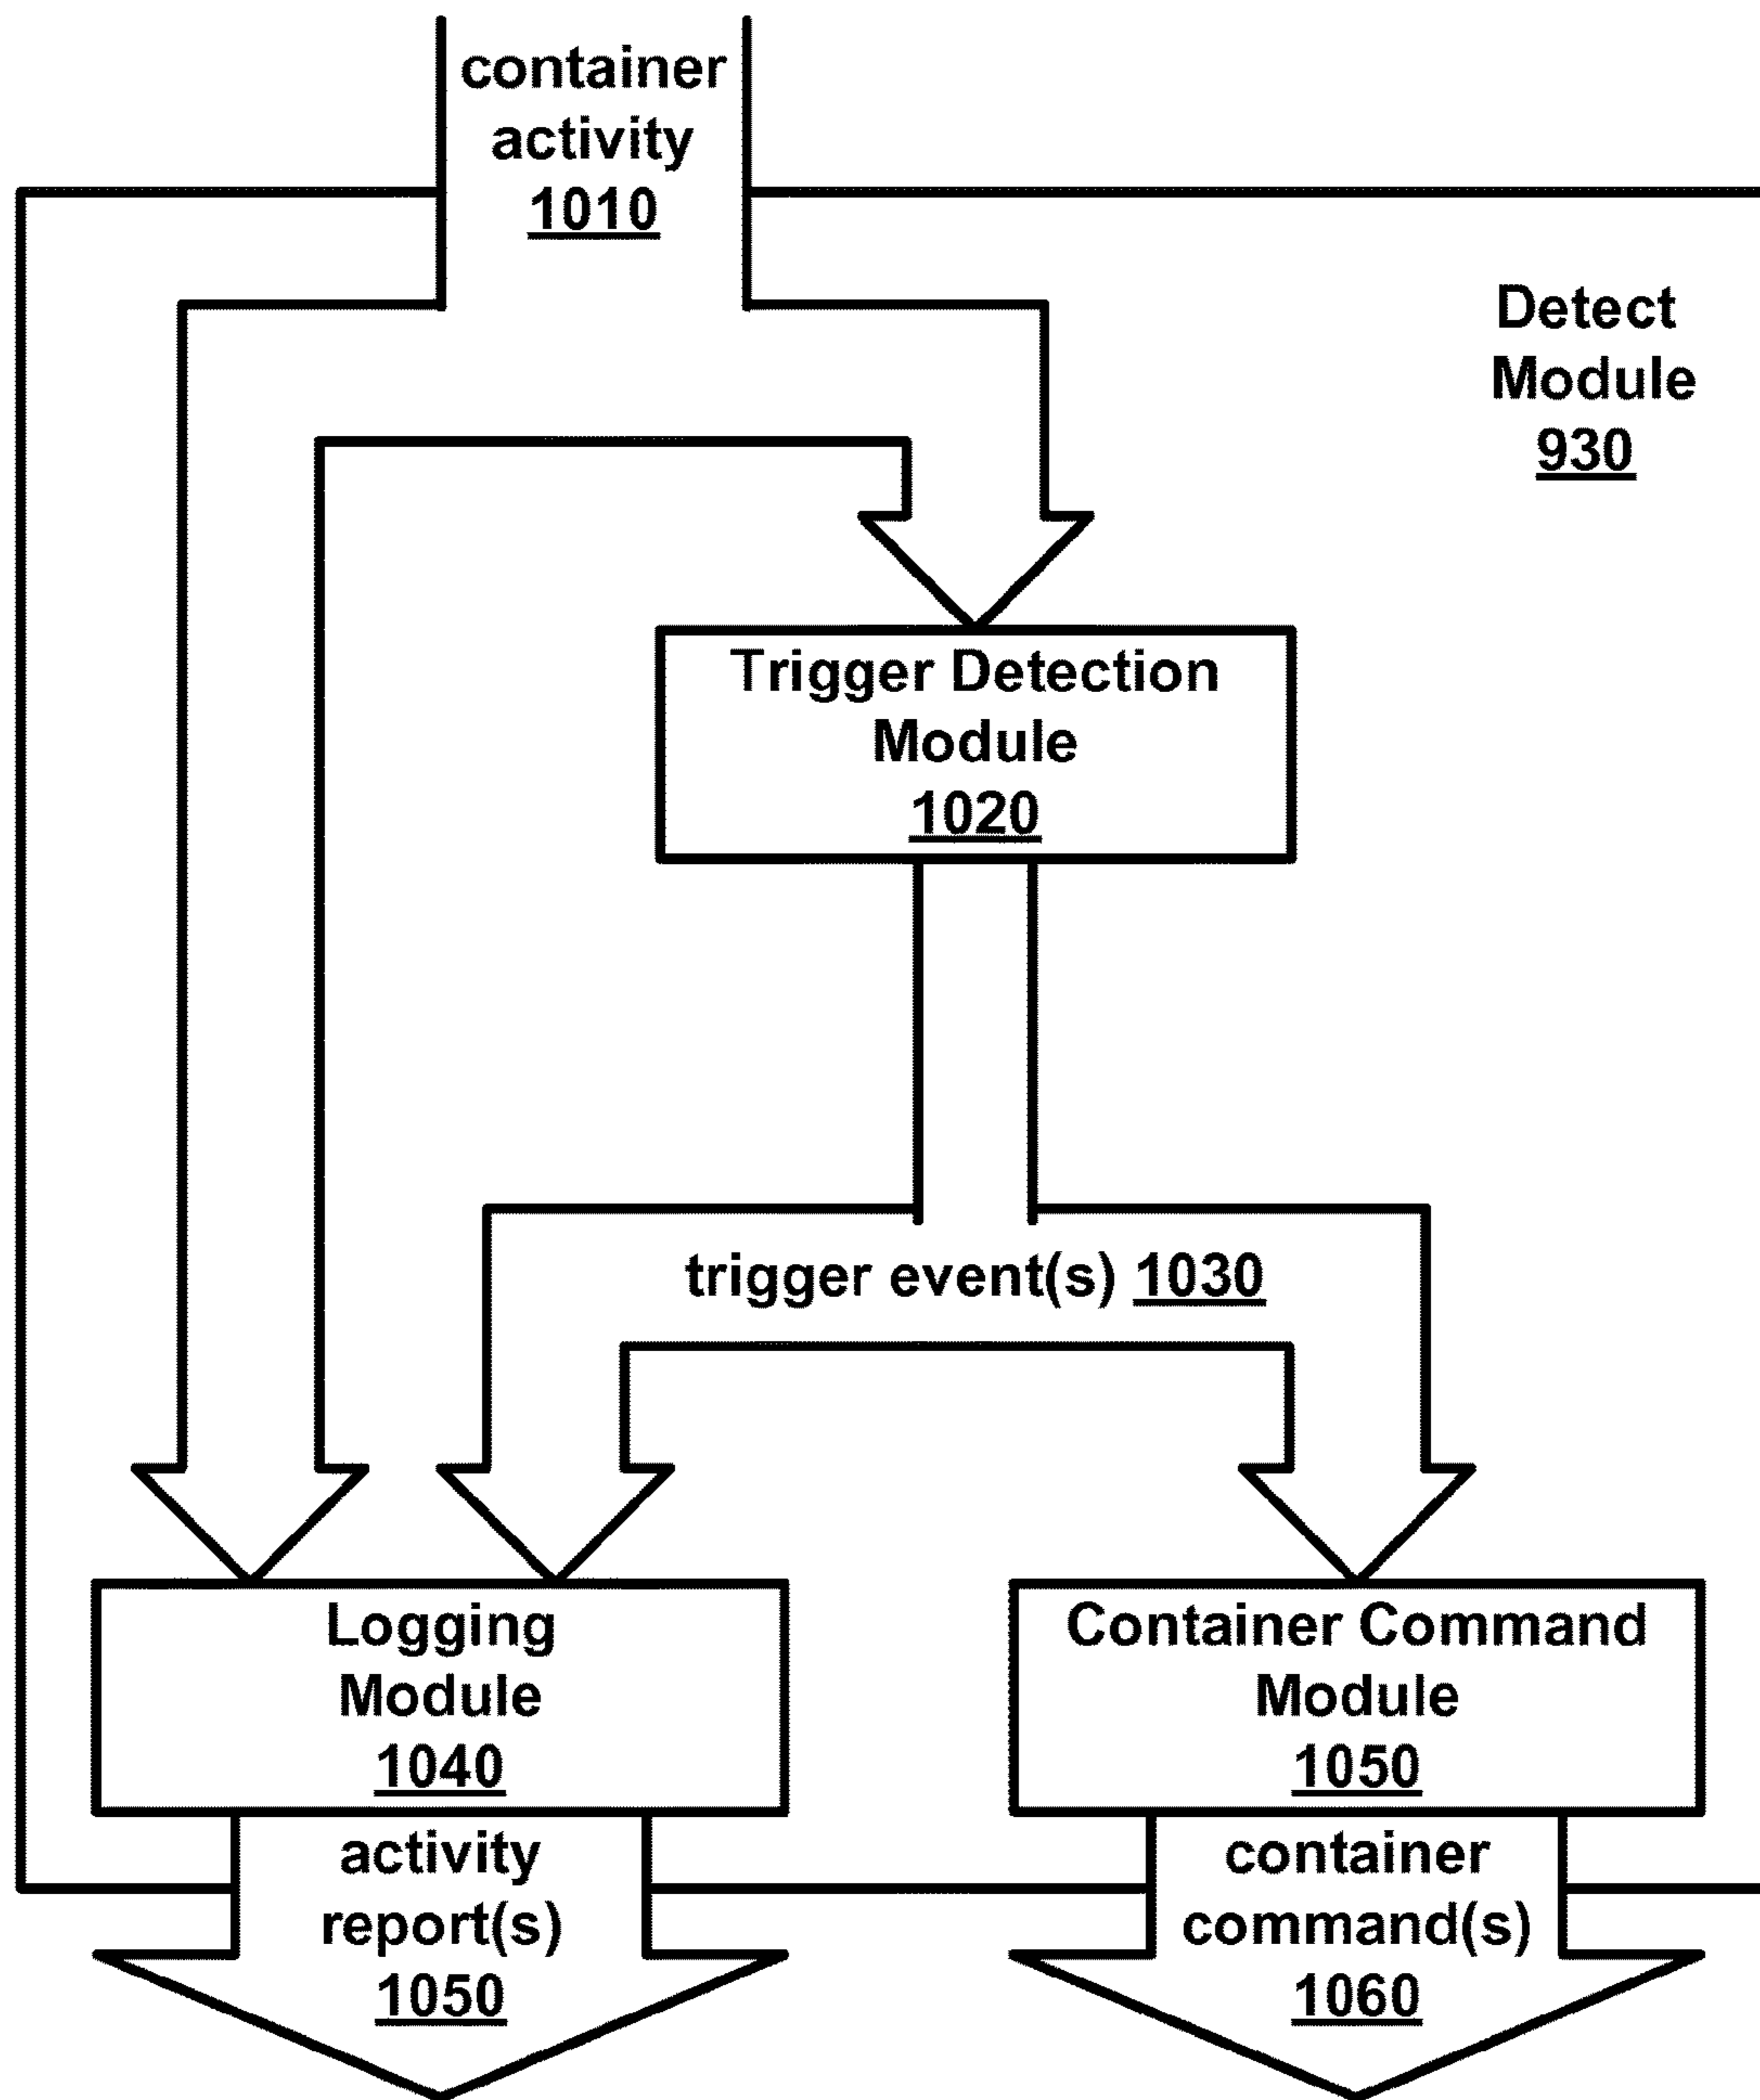 container
activity
1010
Detect
Module
930
Trigger Detection
Module
1020
trigger event(s) 1030
Logging
Module
1040
Container Command
Module
1050
activity
report(s)
1050
container
command(s)
1060